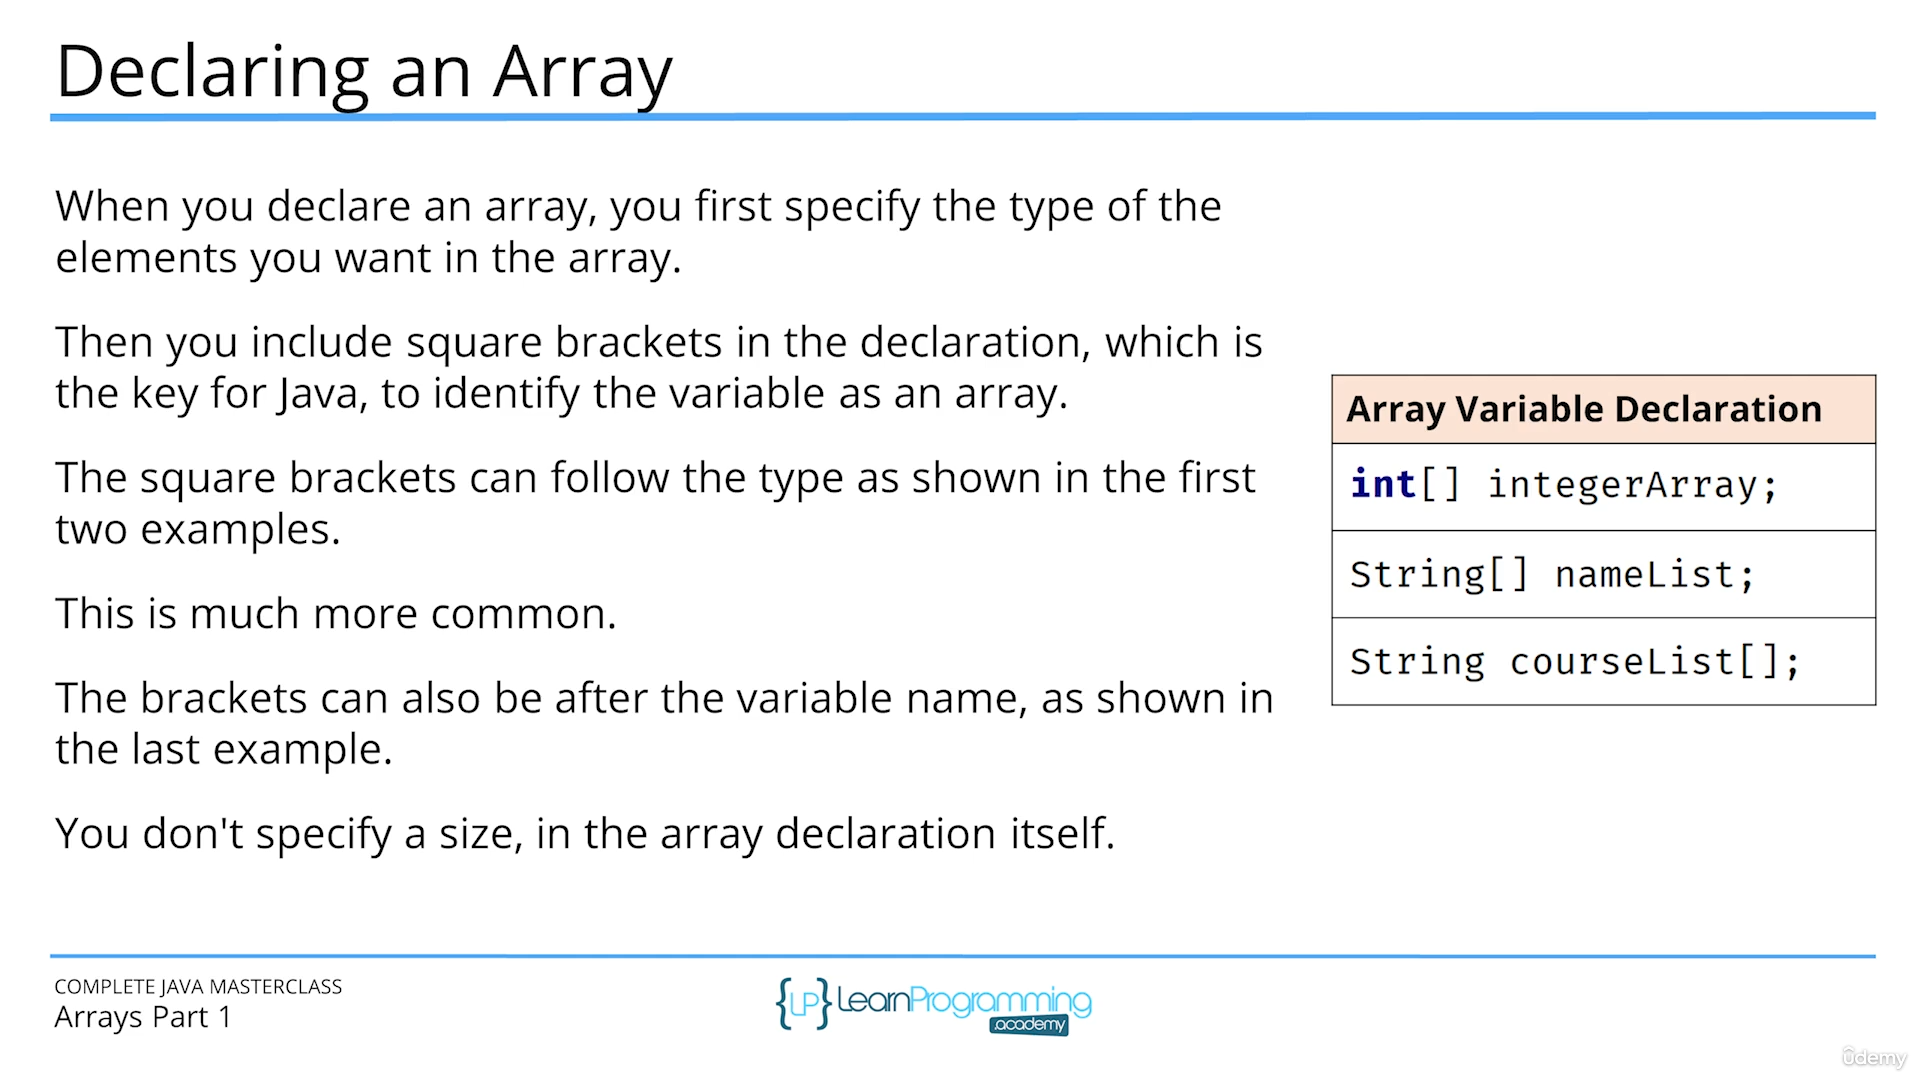 Declaring an Array
When you declare an array, you first specify the type of the
elements you want in the array.
Then you include square brackets in the declaration, which is
the key for Java, to identify the variable as an array.
The square brackets can follow the type as shown in the first
two examples.
This is much more common.
The brackets can also be after the variable name, as shown in
the last example.
You don't specify a size, in the array declaration itself.
Array Variable Declaration
int[] integerArray;
String[] nameList;
String courseList[];
COMPLETE JAVA MASTERCLASS
Arrays Part 1
{LP} LearnProgramming
.academy
udemy